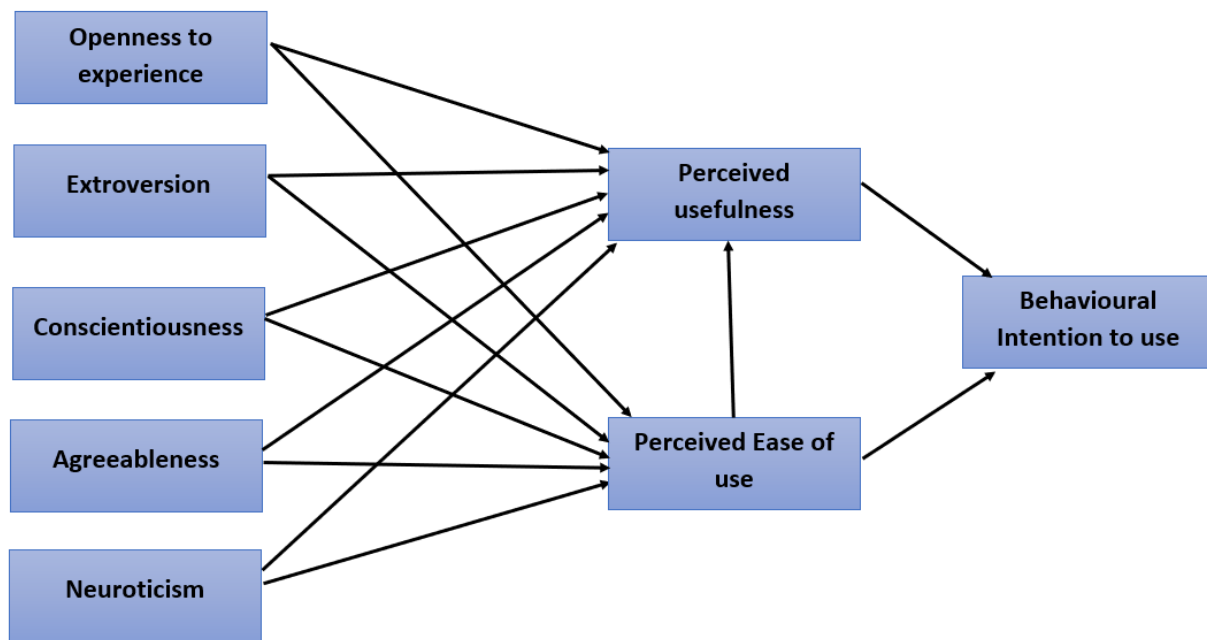 Openness to
experience
Extroversion
Conscientiousness
Agreeableness
Neuroticism
Perceived
usefulness
Perceived Ease of
use
Behavioural
Intention to use